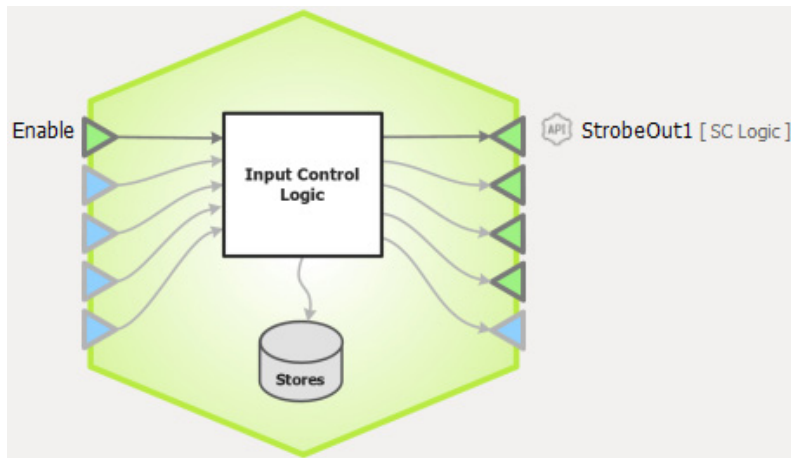 Enable
API
StrobeOut1 [ SC Logic ]
Input Control
Logic
Stores